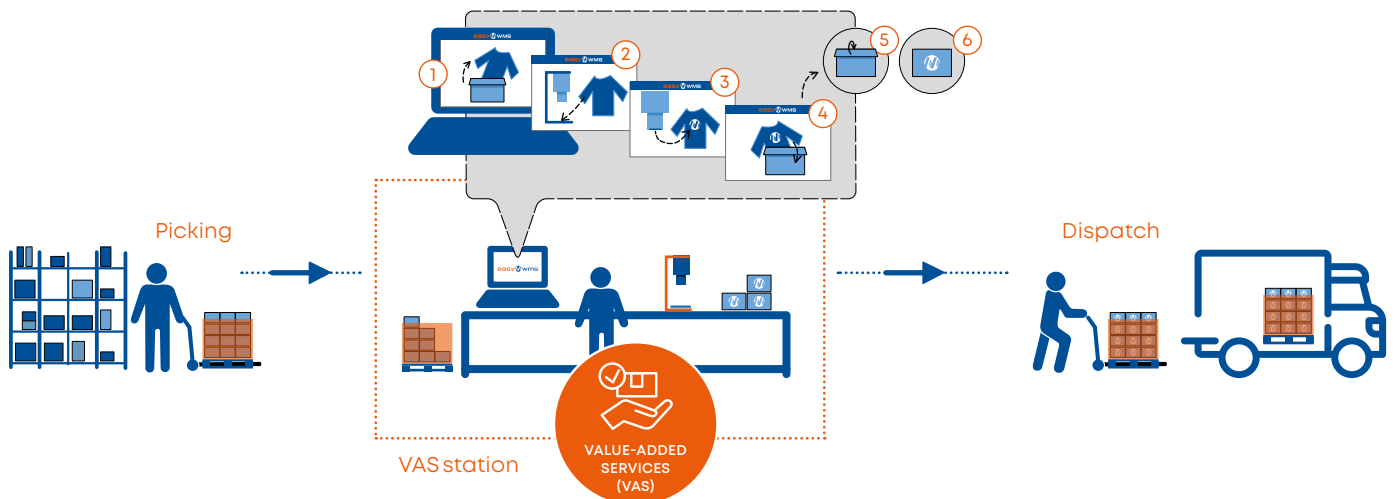 1
easy WMS
2
easy WMS
3
easy WMS
4
easy WMS
5
6
Picking
easy WMS
Dispatch
VAS station
VALUE-ADDED
SERVICES
(VAS)